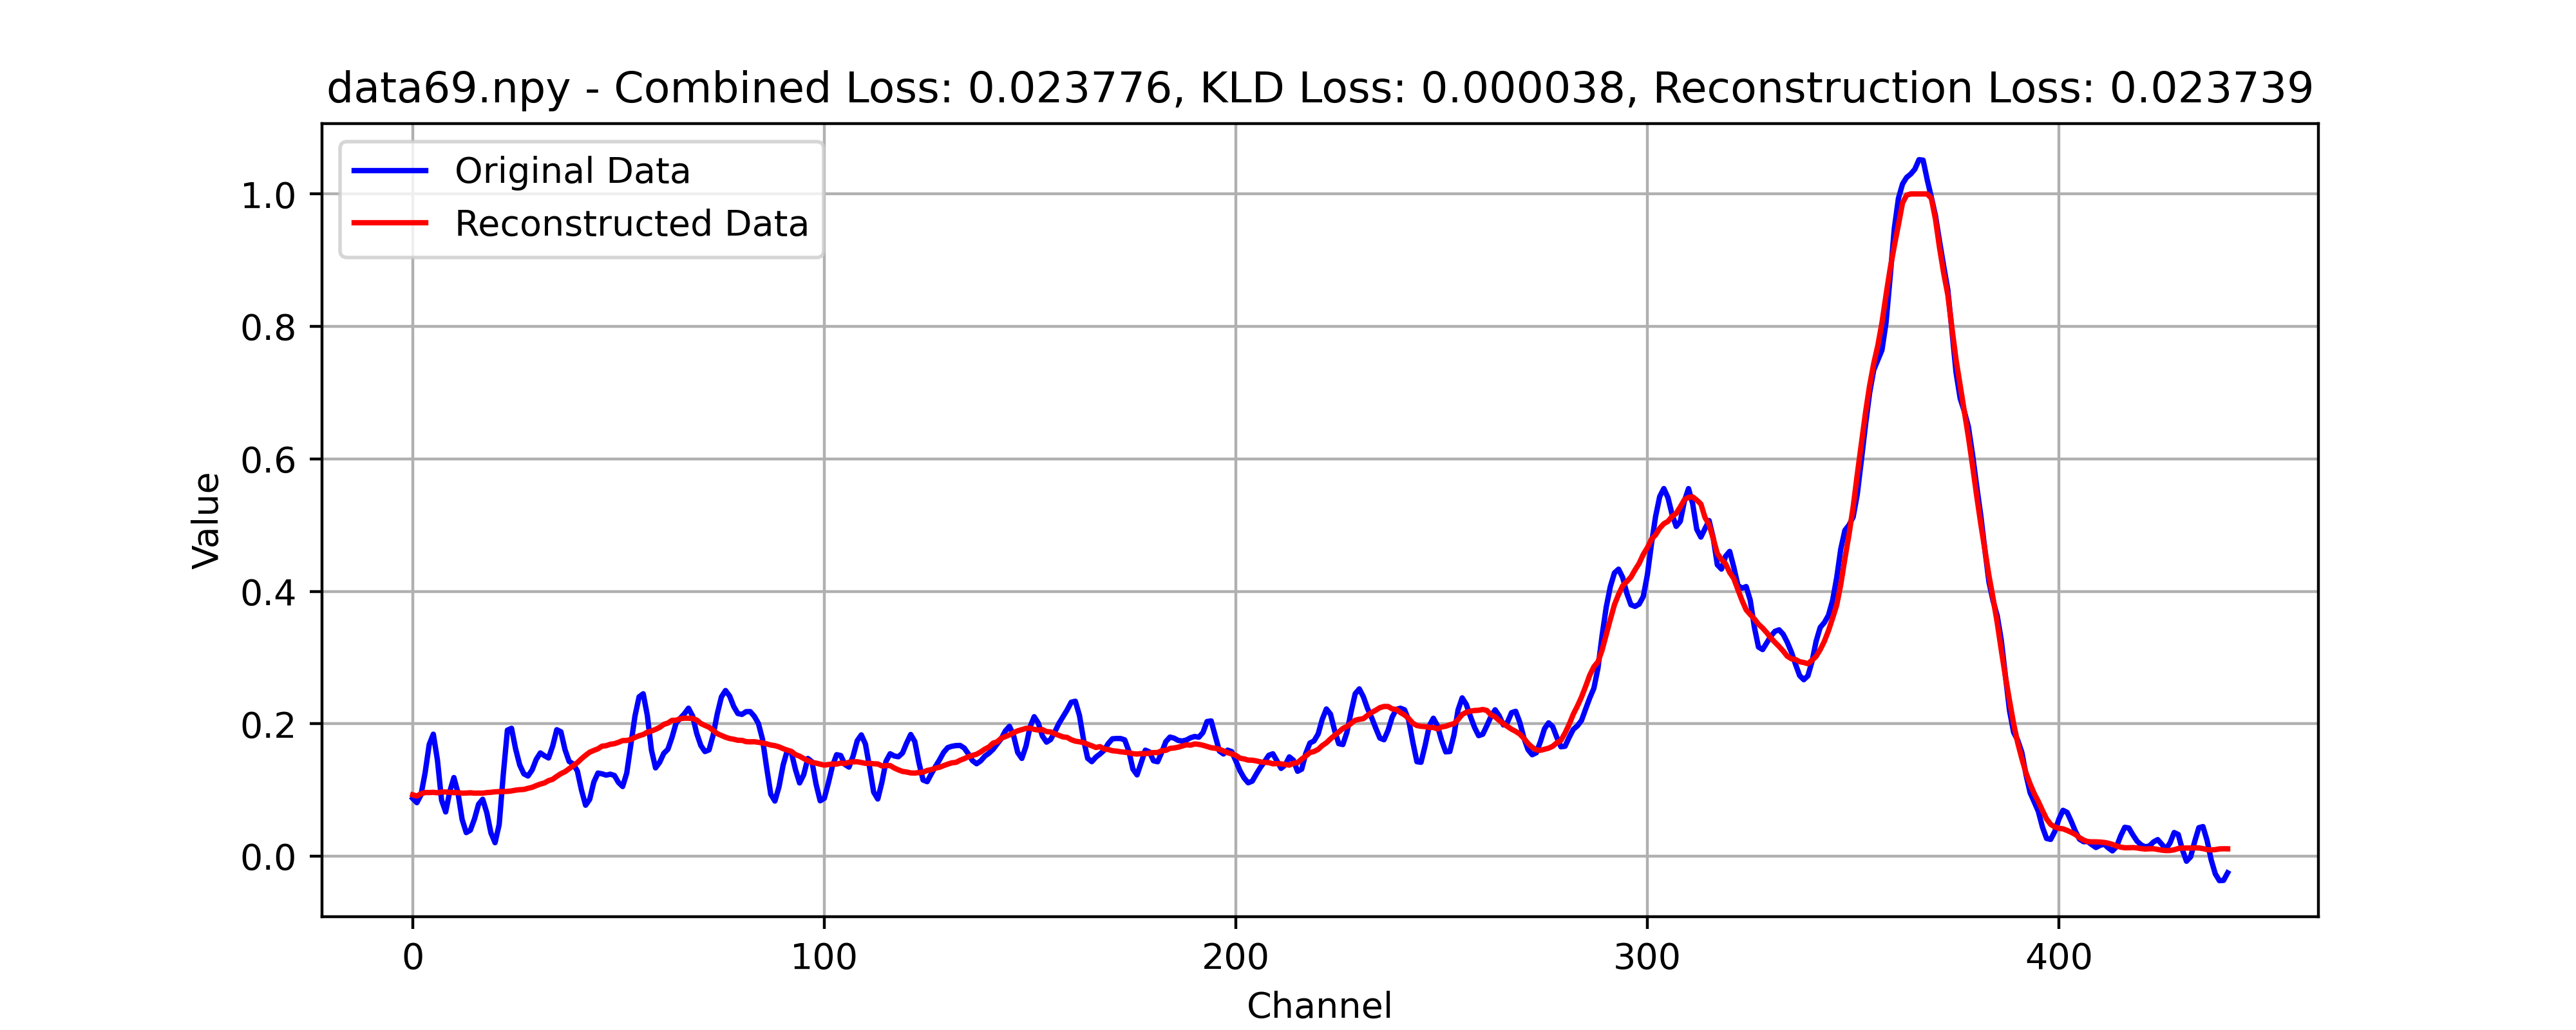 data69.npy - Combined Loss: 0.023776, KLD Loss: 0.000038, Reconstruction Loss: 0.023739
Original Data
Reconstructed Data
1.0
0.8
0.6
0.4
0.2
0.0
Value
0 100 200 300 400
Channel